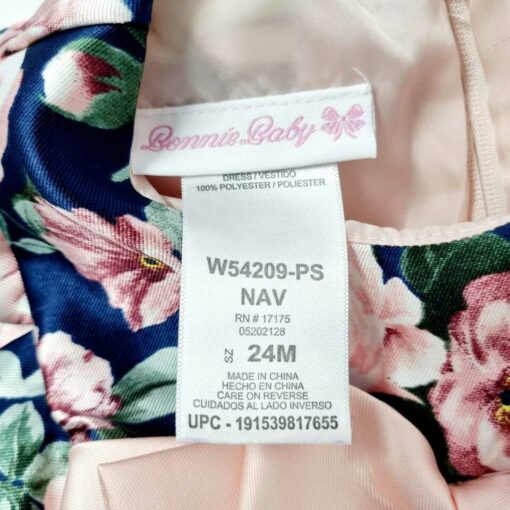 Bonnie Baby
DRESS / VESTIDO
100% POLYESTER / POLIESTER
W54209-PS
NAV
RN # 17175
05202128
SZ 24M
MADE IN CHINA
HECHO EN CHINA
CARE ON REVERSE
CUIDADOS AL LADO INVERSO
UPC - 191539817655